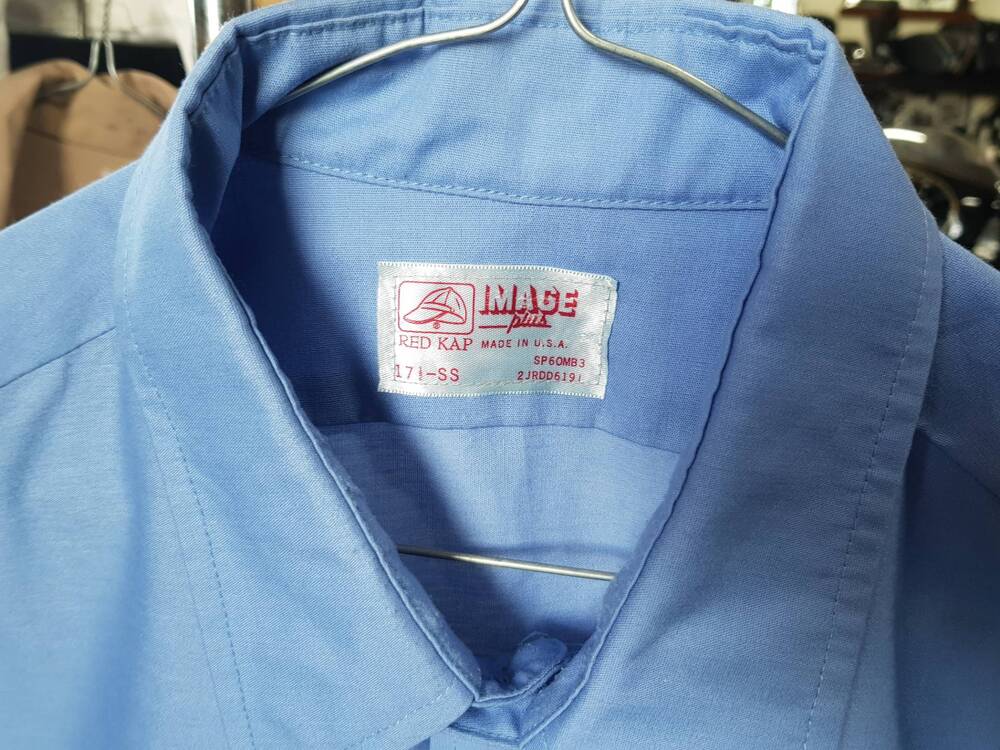 IMAGE
plus
®
RED KAP MADE IN U.S.A.
SP60MB3
17½-SS 2JRDD6191